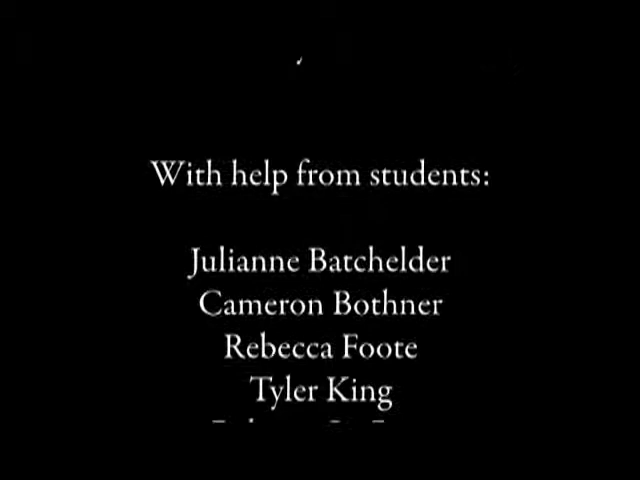 With help from students:
Julianne Batchelder
Cameron Bothner
Rebecca Foote
Tyler King